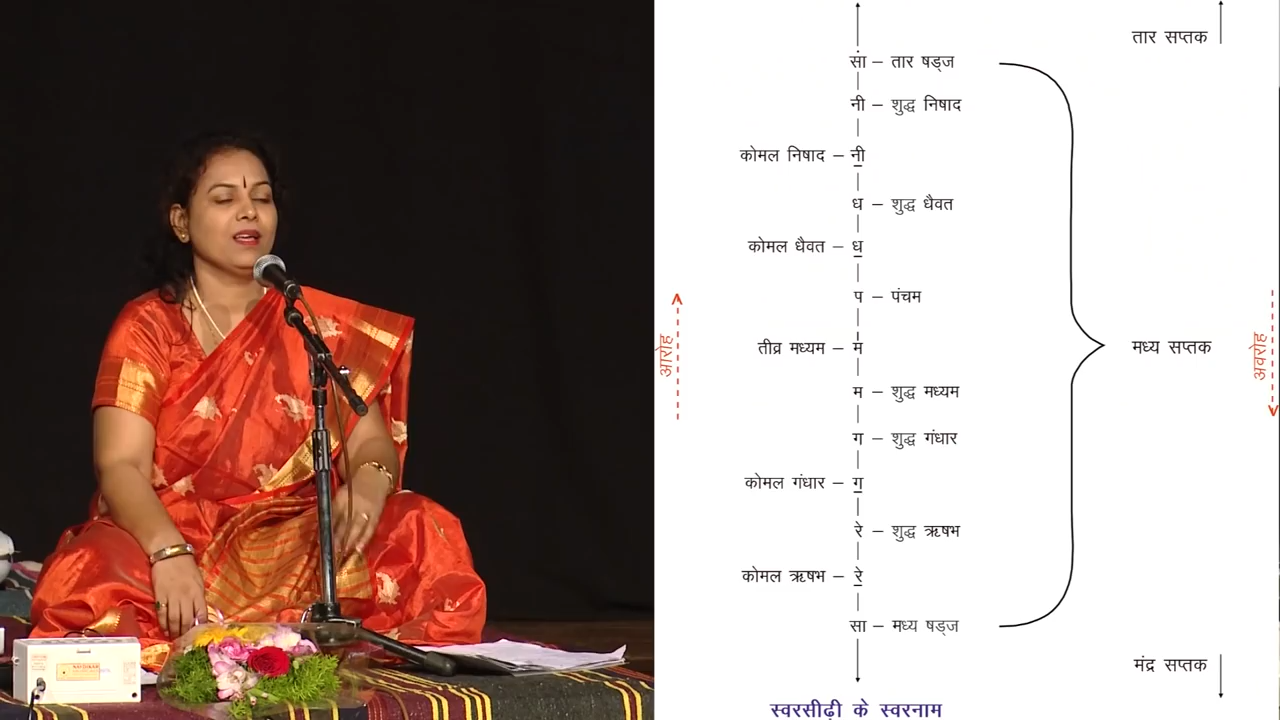 तार सप्तक
सां – तार षड्ज
नी – शुद्ध निषाद
कोमल निषाद – नी॒
ध – शुद्ध धैवत
कोमल धैवत – ध॒
प – पंचम
तीव्र मध्यम – म॑
मध्य सप्तक
आरोह
अवरोह
म – शुद्ध मध्यम
ग – शुद्ध गंधार
कोमल गंधार – ग॒
रे – शुद्ध ऋषभ
कोमल ऋषभ – रे॒
सा – मध्य षड्ज
मंद्र सप्तक
स्वरसीढ़ी के स्वरनाम